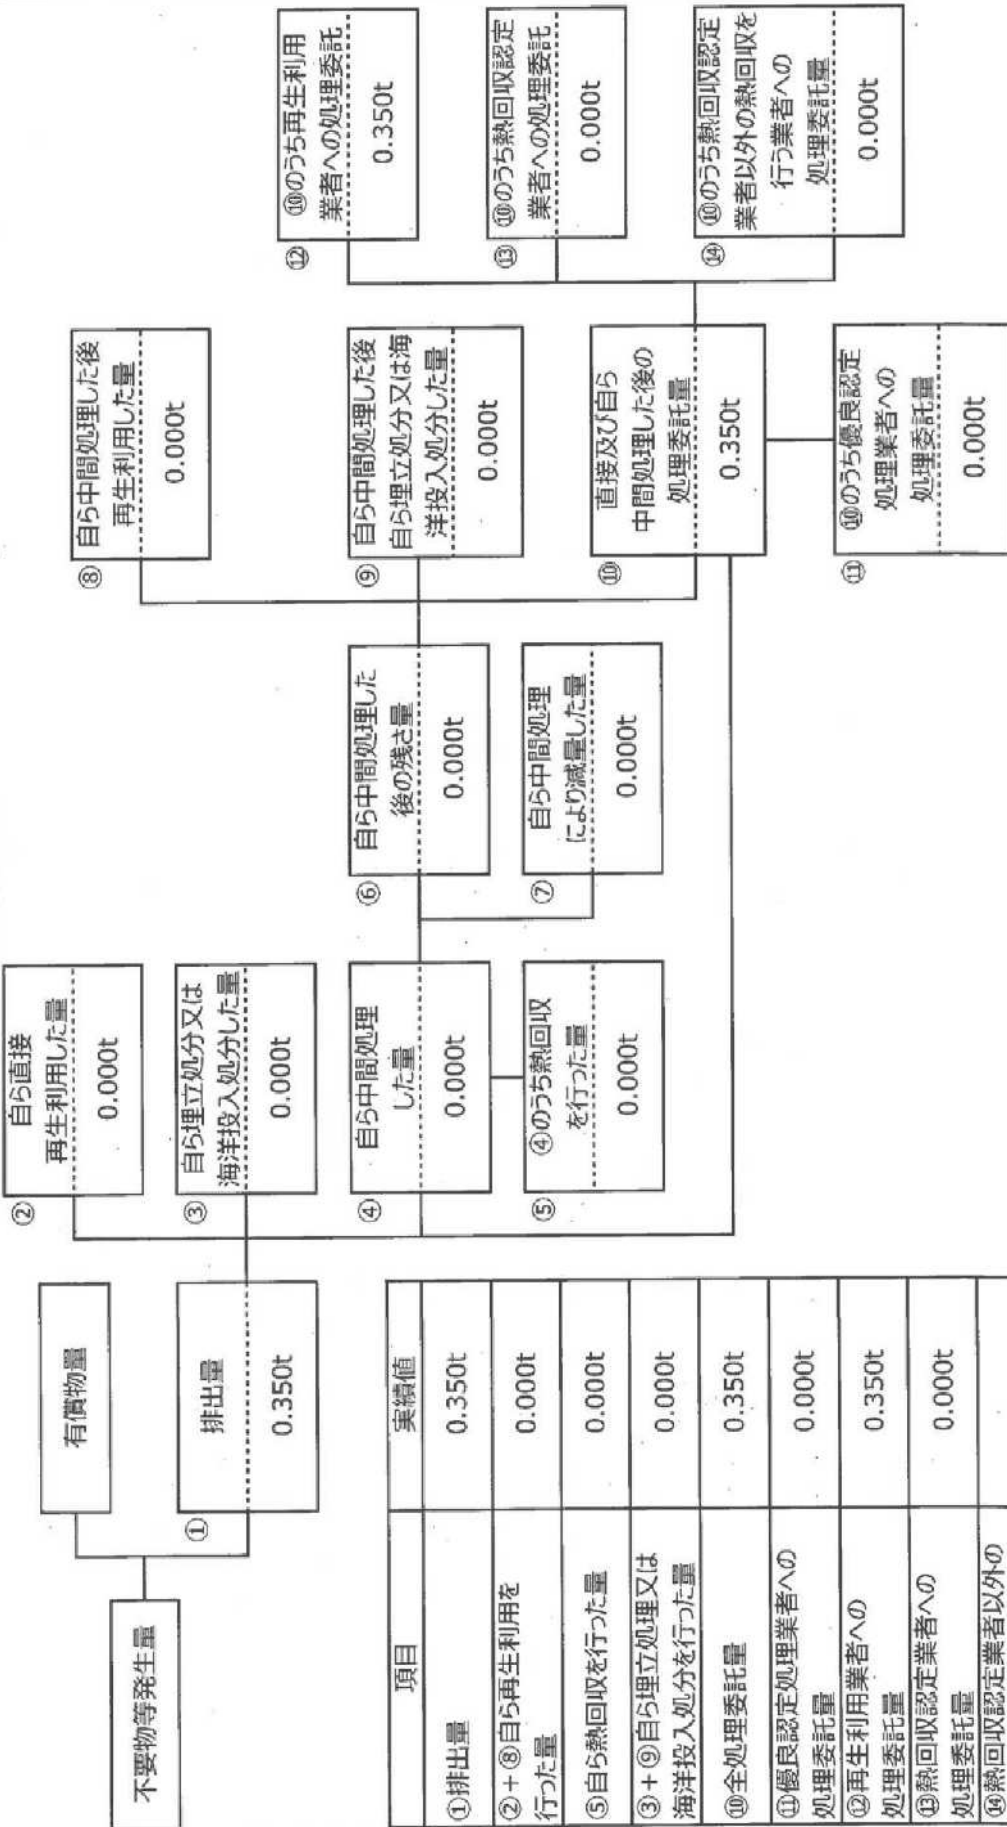 不要物等発生量
有償物量
①
排出量
0.350t
②
自ら直接
再生利用した量
0.000t
③
自ら埋立処分又は
海洋投入処分した量
0.000t
④
自ら中間処理
した量
0.000t
⑤
④のうち熱回収
を行った量
0.000t
⑥
自ら中間処理した
後の残さ量
0.000t
⑦
自ら中間処理
により減量した量
0.000t
⑧
自ら中間処理した後
再生利用した量
0.000t
⑨
自ら中間処理した後
自ら埋立処分又は海
洋投入処分した量
0.000t
⑩
直接及び自ら
中間処理した後の
処理委託量
0.350t
⑪
⑩のうち優良認定
処理業者への
処理委託量
0.000t
⑫
⑩のうち再生利用
業者への処理委託
0.350t
⑬
⑩のうち熱回収認定
業者への処理委託
0.000t
⑭
⑩のうち熱回収認定
業者以外の熱回収を
行う業者への
処理委託量
0.000t
項目 実績値
①排出量 0.350t
②+⑧自ら再生利用を
行った量 0.000t
⑤自ら熱回収を行った量 0.000t
③+⑨自ら埋立処理又は
海洋投入処分を行った量 0.000t
⑩全処理委託量 0.350t
⑪優良認定処理業者への
処理委託量 0.000t
⑫再生利用業者への
処理委託量 0.350t
⑬熱回収認定業者への
処理委託量 0.000t
⑭熱回収認定業者以外の